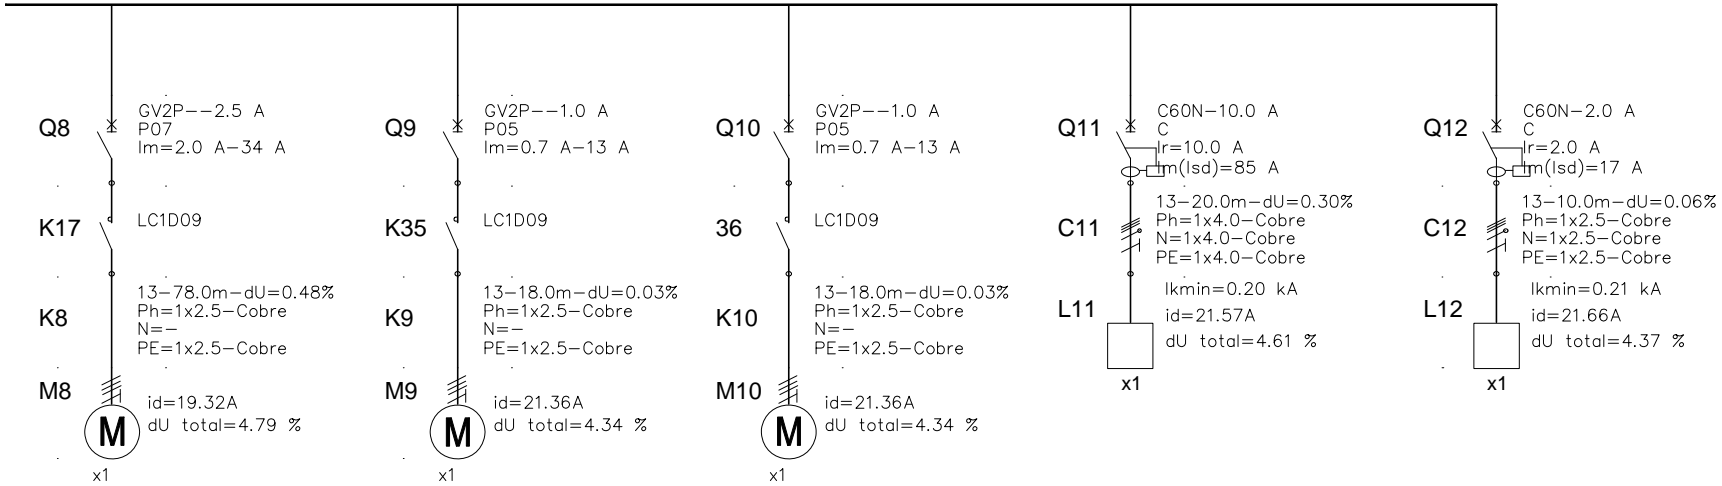 Q8
GV2P--2.5 A
P07
Im=2.0 A-34 A
K17
LC1D09
K8
13-78.0m-dU=0.48%
Ph=1x2.5-Cobre
N=-
PE=1x2.5-Cobre
M8
id=19.32A
dU total=4.79 %
M
x1
Q9
GV2P--1.0 A
P05
Im=0.7 A-13 A
K35
LC1D09
K9
13-18.0m-dU=0.03%
Ph=1x2.5-Cobre
N=-
PE=1x2.5-Cobre
M9
id=21.36A
dU total=4.34 %
M
x1
Q10
GV2P--1.0 A
P05
Im=0.7 A-13 A
36
LC1D09
K10
13-18.0m-dU=0.03%
Ph=1x2.5-Cobre
N=-
PE=1x2.5-Cobre
M10
id=21.36A
dU total=4.34 %
M
x1
Q11
C60N-10.0 A
C
Ir=10.0 A
Im(Isd)=85 A
C11
13-20.0m-dU=0.30%
Ph=1x4.0-Cobre
N=1x4.0-Cobre
PE=1x4.0-Cobre
L11
Ikmin=0.20 kA
id=21.57A
dU total=4.61 %
x1
Q12
C60N-2.0 A
C
Ir=2.0 A
Im(Isd)=17 A
C12
13-10.0m-dU=0.06%
Ph=1x2.5-Cobre
N=1x2.5-Cobre
PE=1x2.5-Cobre
L12
Ikmin=0.21 kA
id=21.66A
dU total=4.37 %
x1